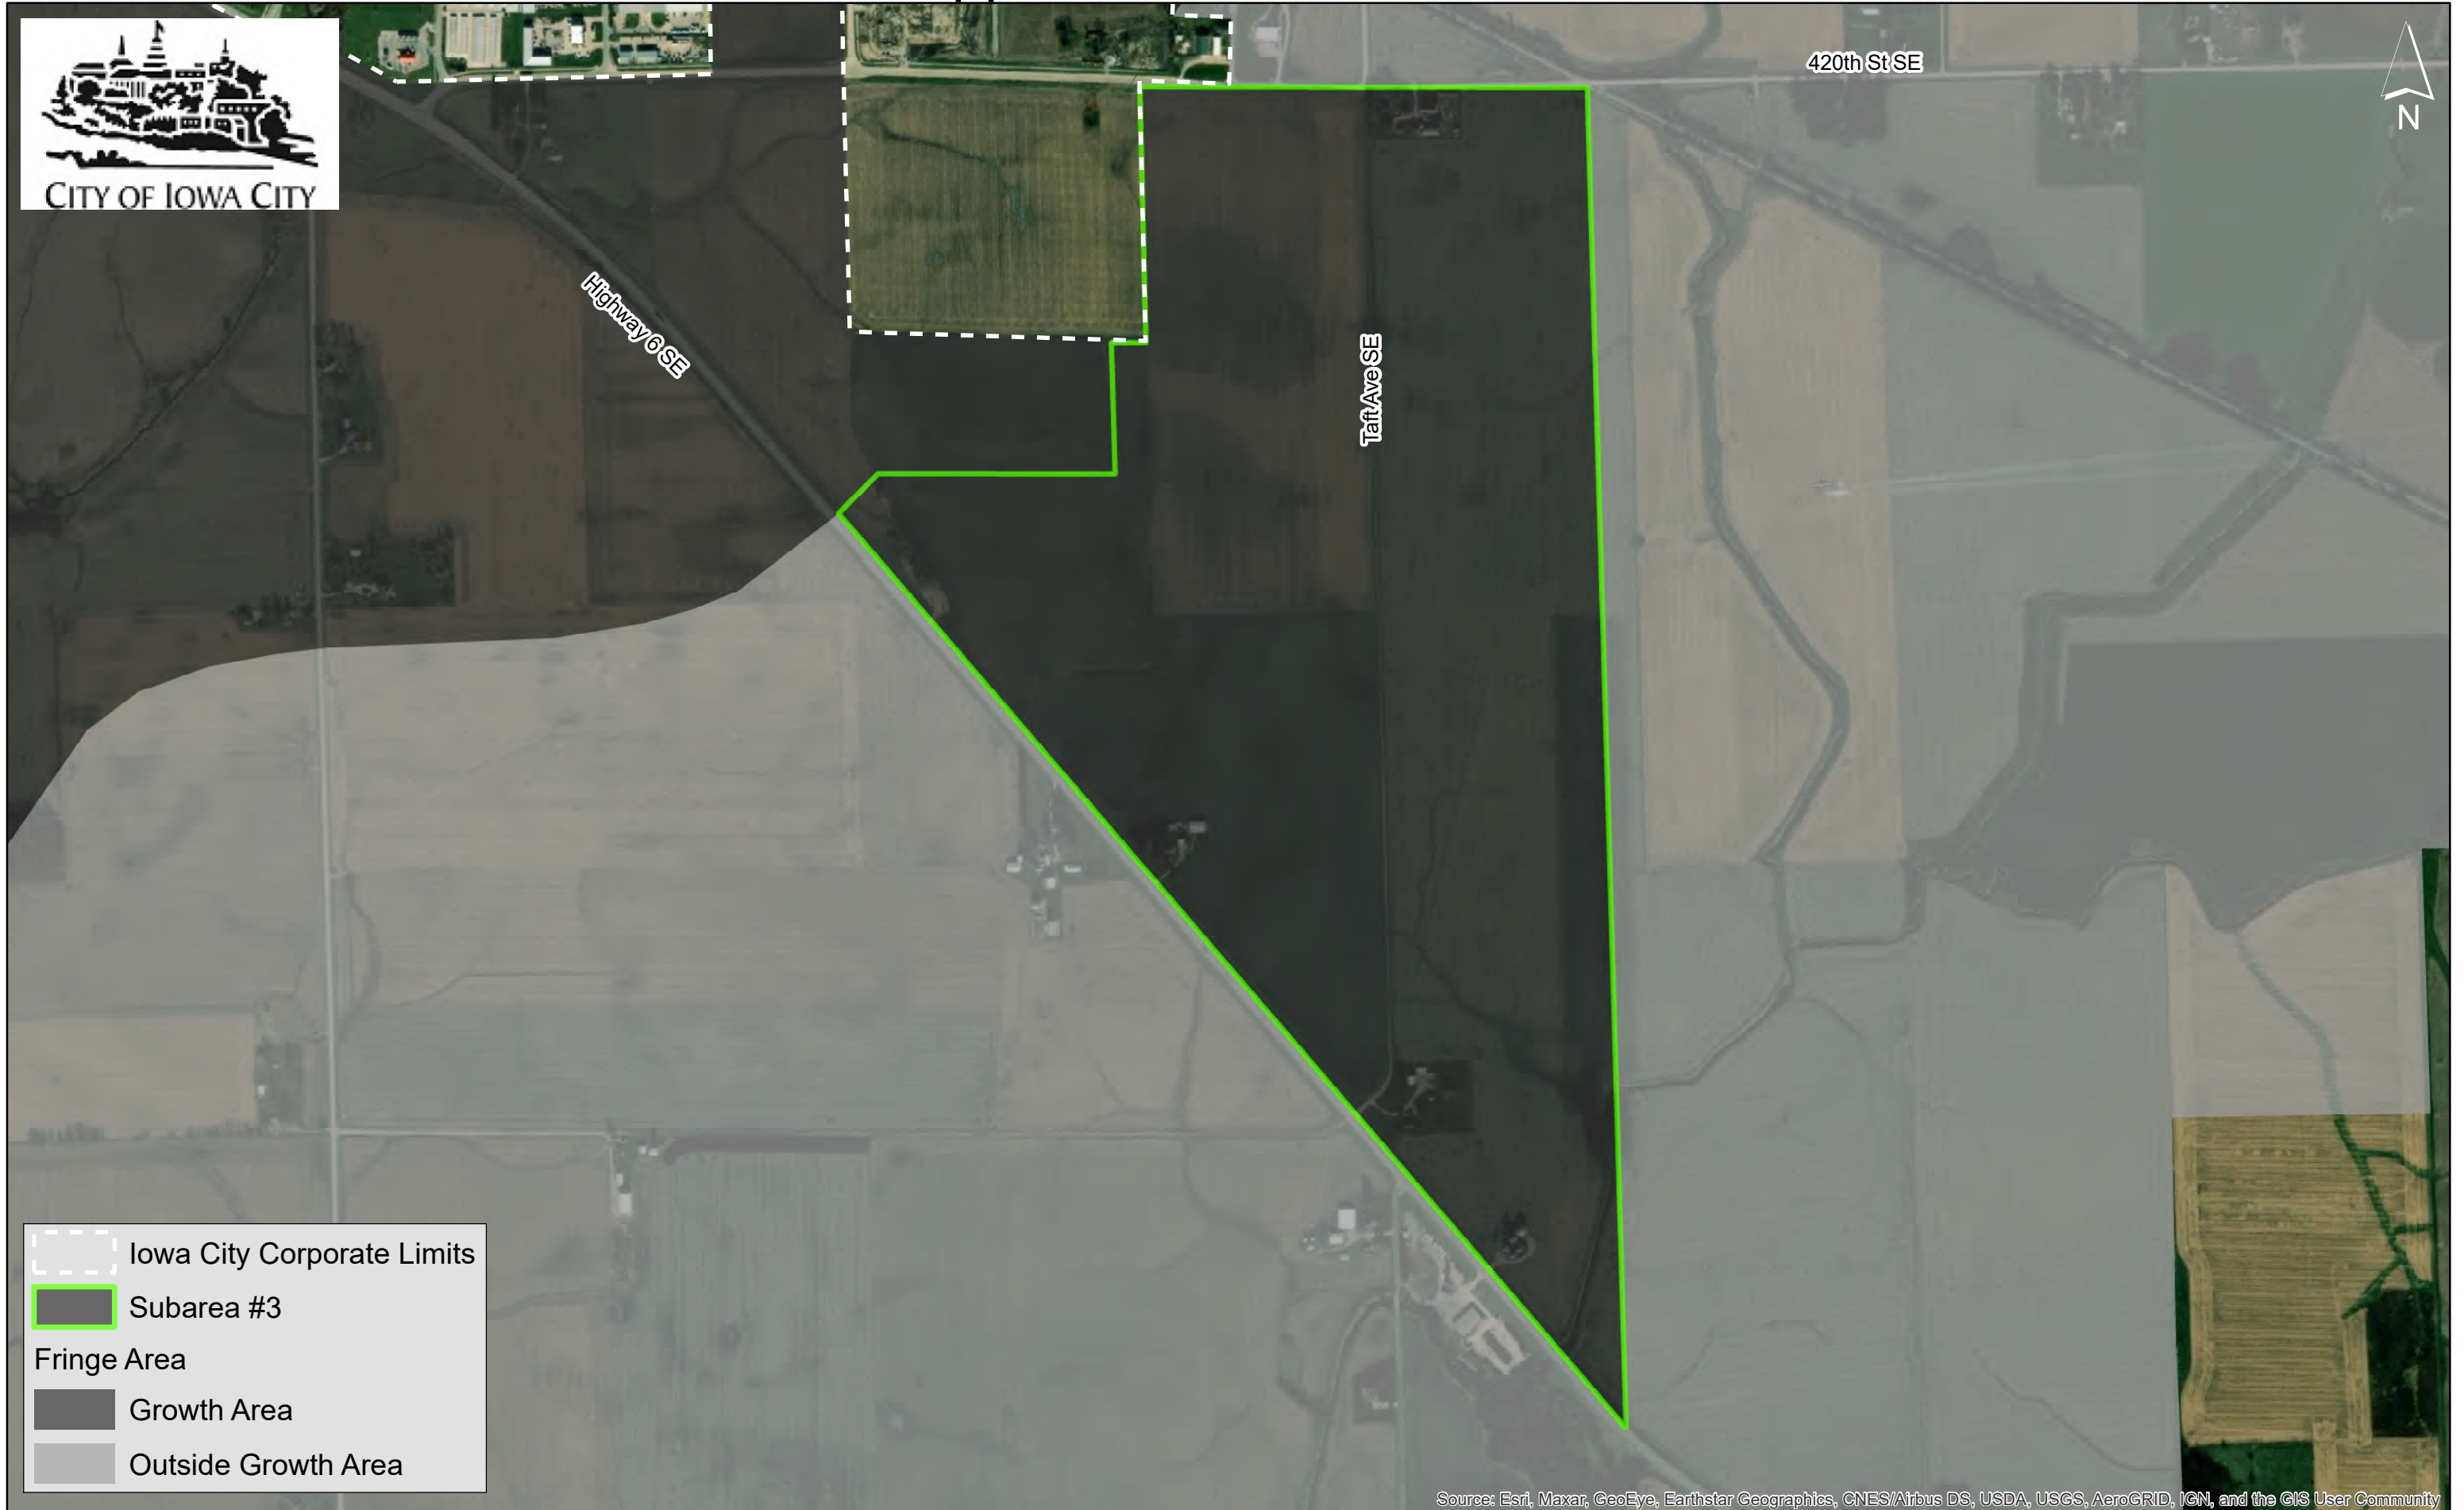 CITY OF IOWA CITY
420th St SE
N
Highway 6 SE
Taft Ave SE
Iowa City Corporate Limits
Subarea #3
Fringe Area
Growth Area
Outside Growth Area
Source: Esri, Maxar, GeoEye, Earthstar Geographics, CNES/Airbus DS, USDA, USGS, AeroGRID, IGN, and the GIS User Community